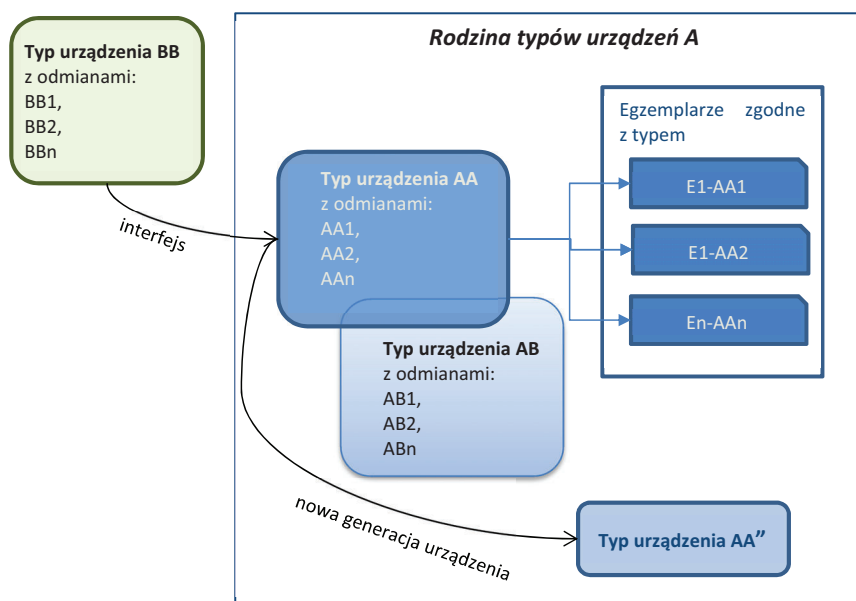 Rodzina typów urządzeń A
Typ urządzenia BB
z odmianami:
BB1,
BB2,
BBn
interfejs
Typ urządzenia AA
z odmianami:
AA1,
AA2,
AAn
Egzemplarze zgodne
z typem
E1-AA1
E1-AA2
En-AAn
Typ urządzenia AB
z odmianami:
AB1,
AB2,
ABn
nowa generacja urządzenia
Typ urządzenia AA”